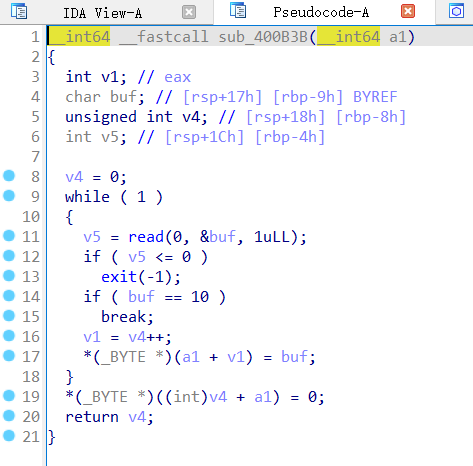 IDA View-A Pseudocode-A
1 __int64 __fastcall sub_400B3B(__int64 a1)
2 {
3 int v1; // eax
4 char buf; // [rsp+17h] [rbp-9h] BYREF
5 unsigned int v4; // [rsp+18h] [rbp-8h]
6 int v5; // [rsp+1Ch] [rbp-4h]
7
8 v4 = 0;
9 while ( 1 )
10 {
11 v5 = read(0, &buf, 1uLL);
12 if ( v5 <= 0 )
13 exit(-1);
14 if ( buf == 10 )
15 break;
16 v1 = v4++;
17 *(_BYTE *)(a1 + v1) = buf;
18 }
19 *(_BYTE *)((int)v4 + a1) = 0;
20 return v4;
21 }